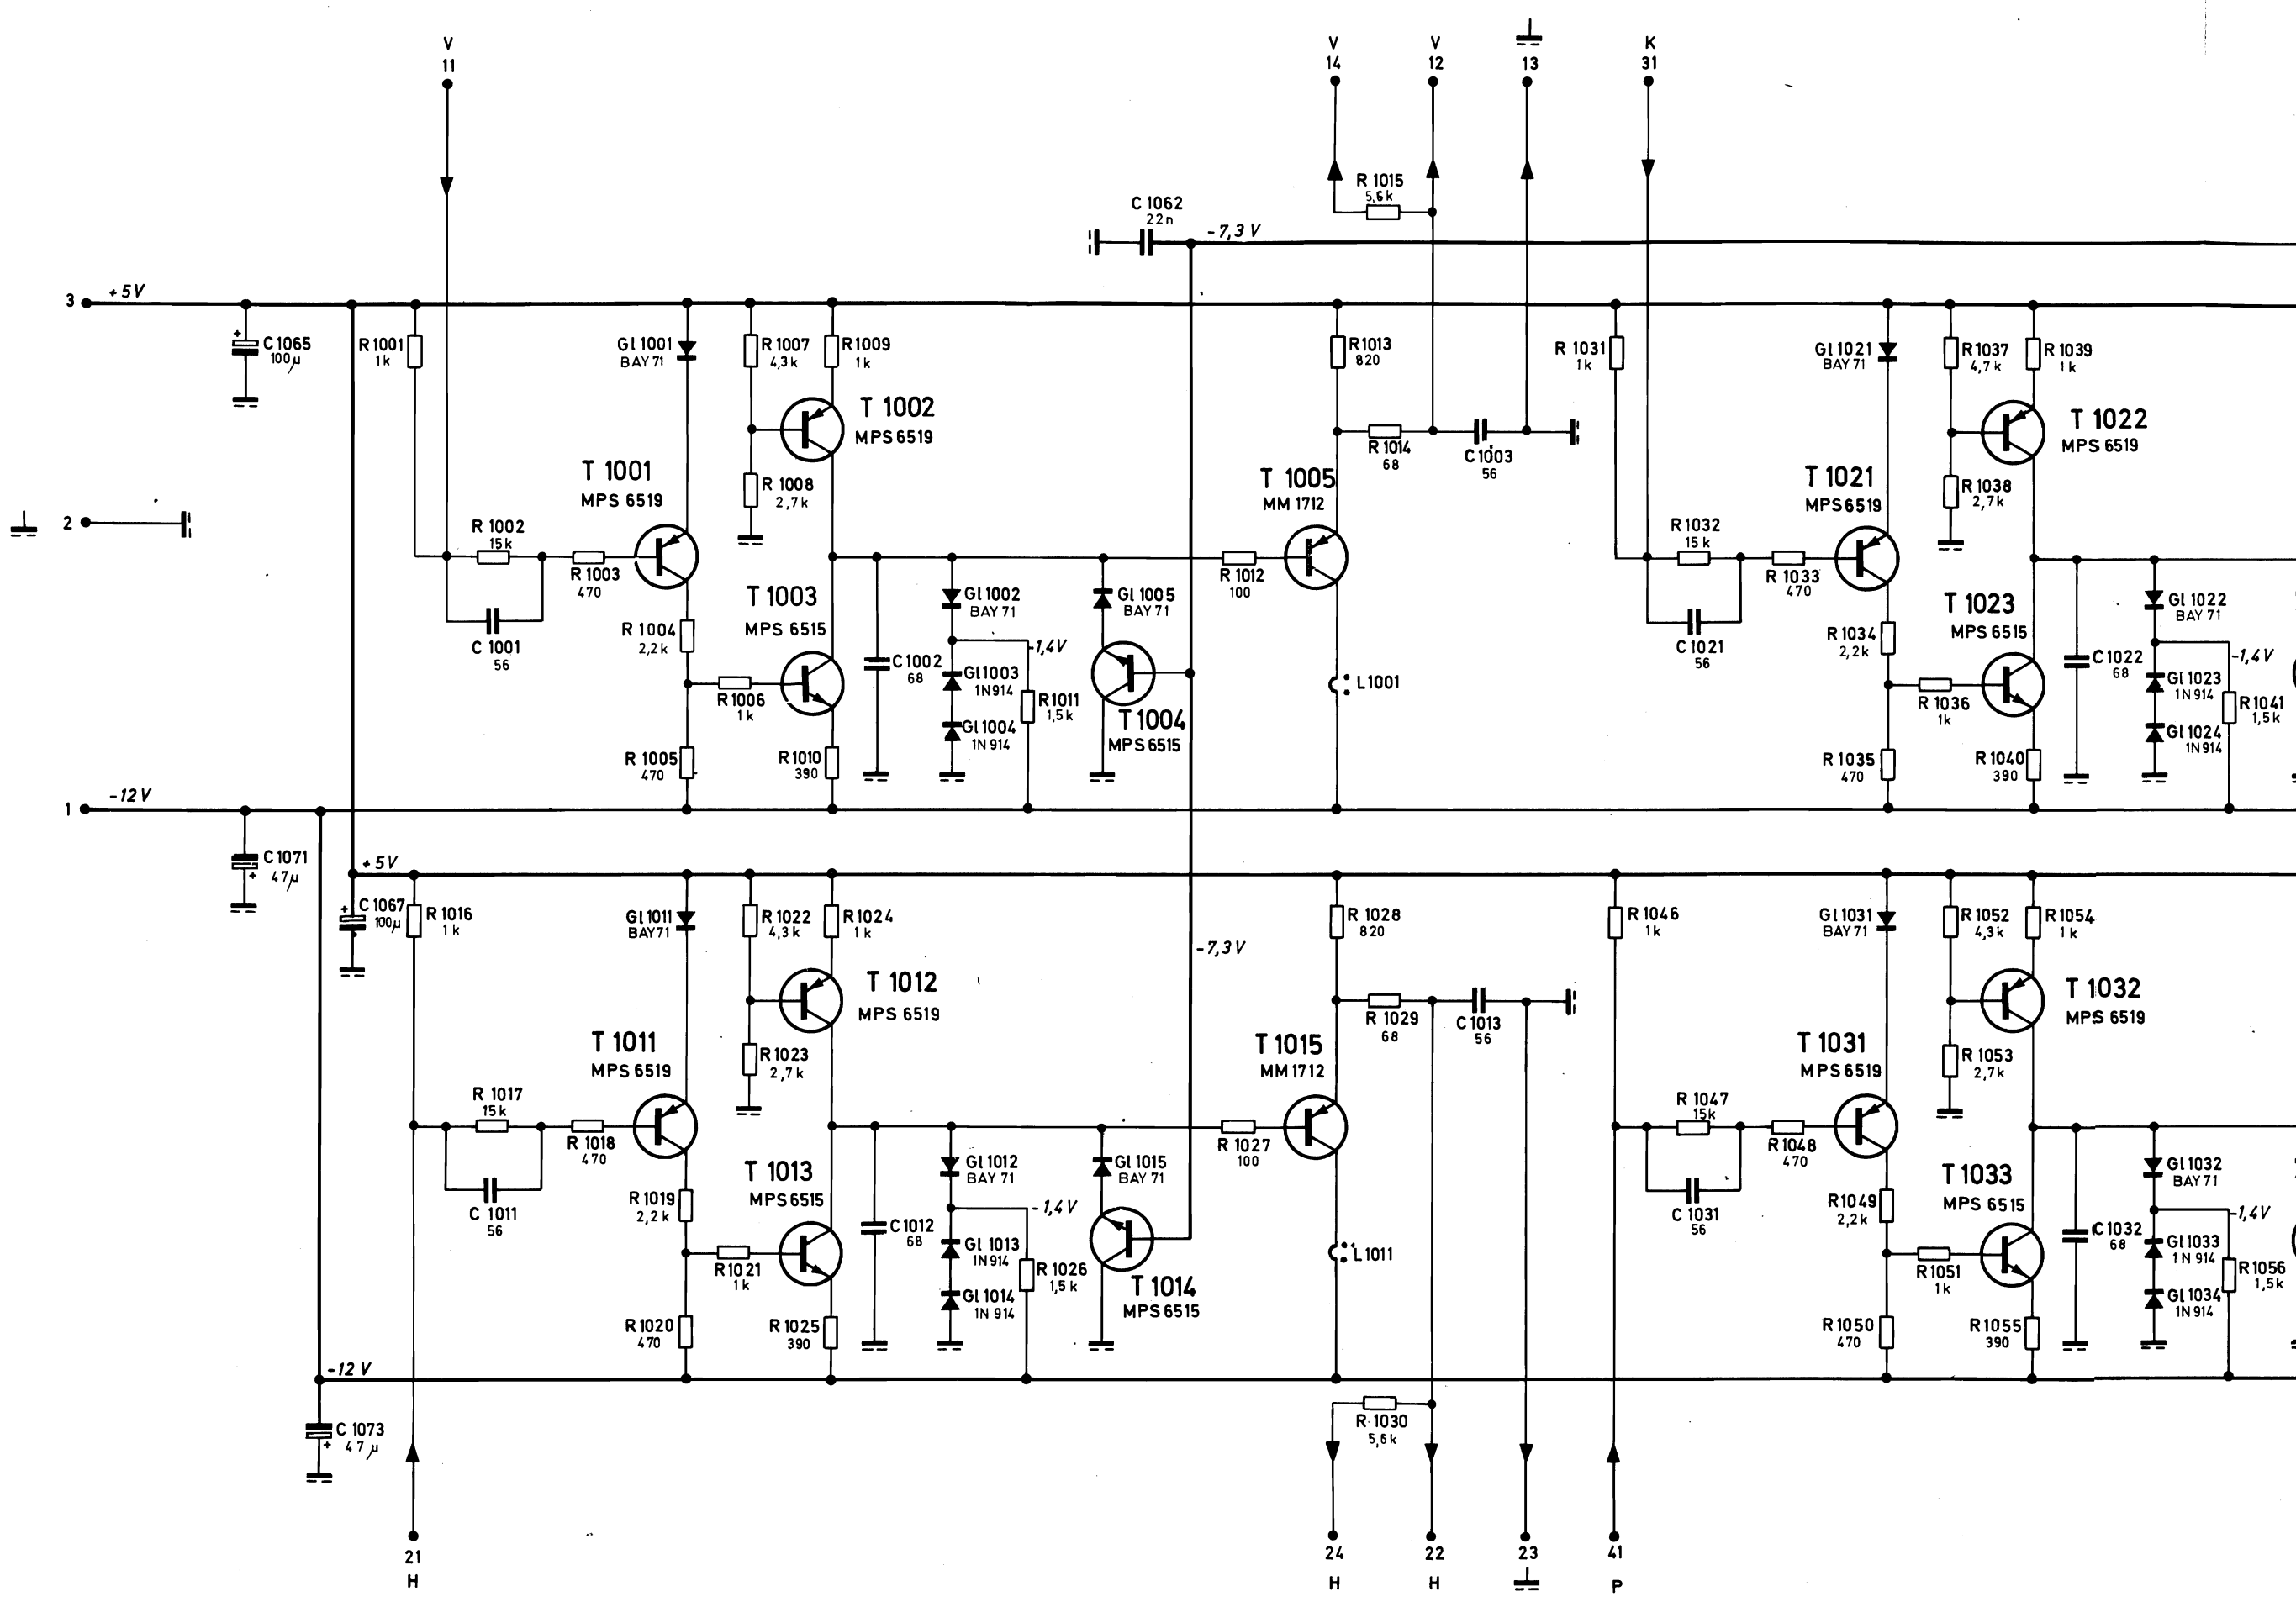 V
11
V
14
V
12
13
K
31
R 1015
5,6k
C 1062
22n
-7,3 V
3
+5V
C 1065
100µ
R 1001
1k
Gl 1001
BAY 71
R 1007
4,3k
R 1009
1k
T 1002
MPS 6519
R 1013
820
R 1014
68
C 1003
56
R 1031
1k
Gl 1021
BAY 71
R 1037
4,7k
R 1039
1k
T 1022
MPS 6519
T 1001
MPS 6519
R 1008
2,7k
T 1005
MM 1712
T 1021
MPS 6519
R 1038
2,7k
2
R 1002
15k
R 1003
470
C 1001
56
R 1004
2,2k
T 1003
MPS 6515
R 1006
1k
R 1005
470
R 1010
390
C 1002
68
Gl 1002
BAY 71
-1,4V
Gl 1003
1N914
Gl 1004
1N 914
R 1011
1,5k
Gl 1005
BAY 71
T 1004
MPS 6515
R 1012
100
L 1001
R 1032
15 k
R 1033
470
C 1021
56
R 1034
2,2k
T 1023
MPS 6515
R 1036
1k
R 1035
470
R 1040
390
C 1022
68
Gl 1022
BAY 71
-1,4V
Gl 1023
1N 914
Gl 1024
1N 914
R 1041
1,5k
1
-12 V
C 1071
47µ
+5V
C 1067
100µ
R 1016
1k
Gl 1011
BAY71
R 1022
4,3k
R 1024
1k
T 1012
MPS 6519
-7,3 V
R 1028
820
R 1029
68
C 1013
56
R 1046
1k
Gl 1031
BAY 71
R 1052
4,3k
R 1054
1k
T 1032
MPS 6519
T 1011
MPS 6519
R 1023
2,7k
T 1015
MM 1712
T 1031
MPS 6519
R 1053
2,7k
R 1017
15k
R 1018
470
C 1011
56
R 1019
2,2k
T 1013
MPS 6515
R 1021
1k
R 1020
470
R 1025
390
C 1012
68
Gl 1012
BAY 71
-1,4V
Gl 1013
1N 914
Gl 1014
1N 914
R 1026
1,5k
Gl 1015
BAY 71
T 1014
MPS 6515
R 1027
100
L 1011
R 1047
15k
R 1048
470
C 1031
56
R 1049
2,2k
T 1033
MPS 6515
R 1051
1k
R 1050
470
R 1055
390
C 1032
68
Gl 1032
BAY 71
-1,4V
Gl 1033
1N 914
Gl 1034
1N 914
R 1056
1,5k
-12 V
C 1073
47µ
R 1030
5,6k
21
H
24
H
22
H
23
41
P